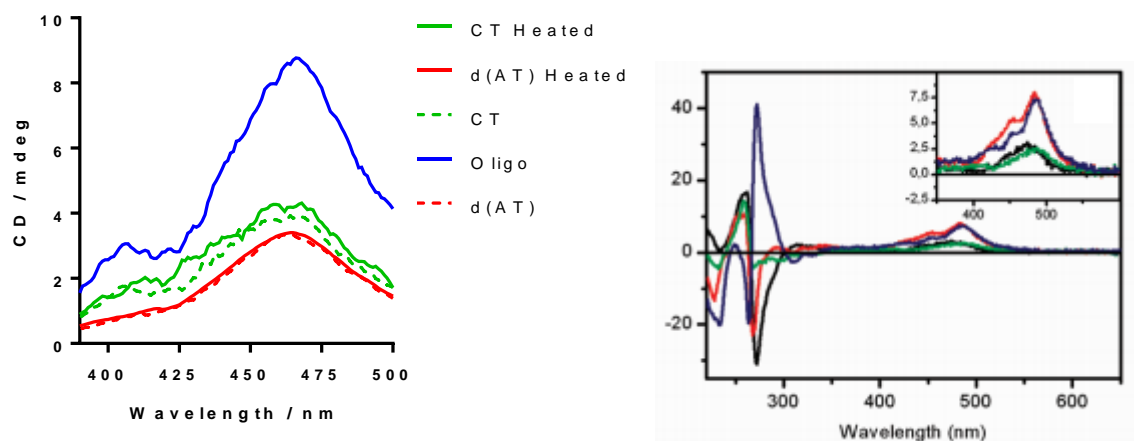 10
8
6
4
2
0
CD / mdeg
400 425 450 475 500
Wavelength / nm
CT Heated
d(AT) Heated
CT
Oligo
d(AT)
40
20
0
-20
300 400 500 600
Wavelength (nm)
7,5
5,0
2,5
0,0
-2,5
400 500